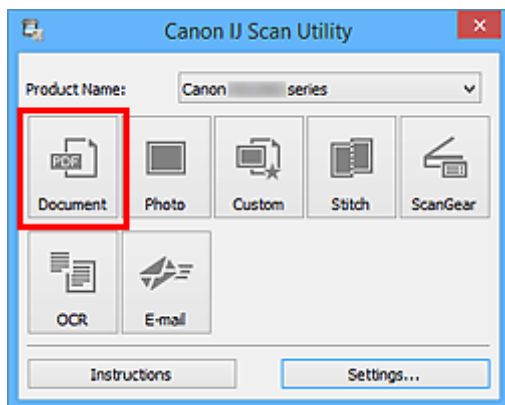 Canon IJ Scan Utility
Product Name:
Canon series
PDF
Document
Photo
Custom
Stitch
ScanGear
OCR
E-mail
Instructions
Settings...